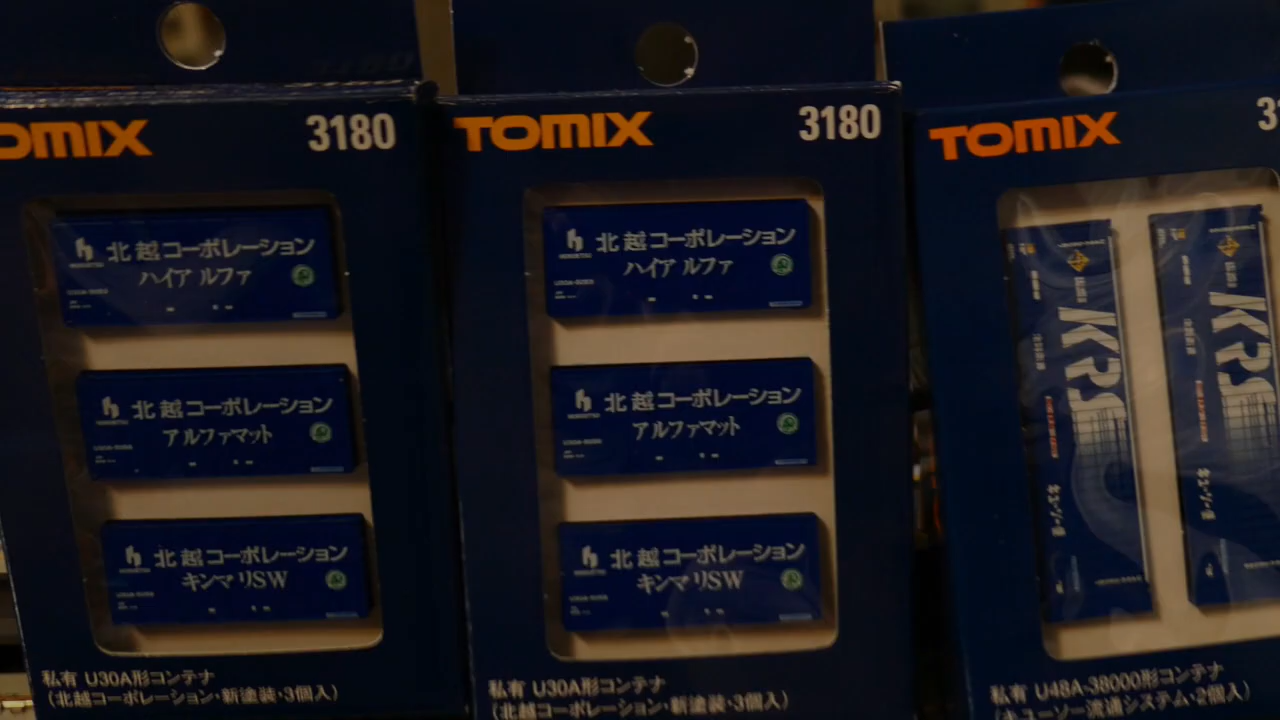 OMIX 3180
北越コーポレーション
ハイアルファ
北越コーポレーション
アルファマット
北越コーポレーション
キンマリSW
私有 U30A形コンテナ
(北越コーポレーション・新塗装・3個入)
TOMIX 3180
北越コーポレーション
ハイアルファ
北越コーポレーション
アルファマット
北越コーポレーション
キンマリSW
私有 U30A形コンテナ
(北越コーポレーション・新塗装・3個入)
TOMIX 3
KRS
KRS
私有 U48A-38000形コンテナ
(キユーソー流通システム・2個入)